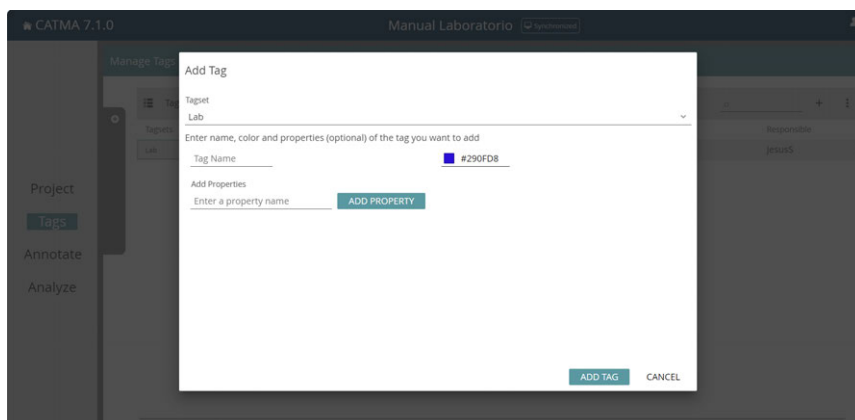 CATMA 7.1.0
Manual Laboratorio
Synchronized
Manage Tags
Add Tag
Tagset
Lab
Enter name, color and properties (optional) of the tag you want to add
Tag Name
#290FD8
Add Properties
Enter a property name
ADD PROPERTY
ADD TAG
CANCEL
Tagsets
Responsible
Lab
jesus5
Project
Tags
Annotate
Analyze